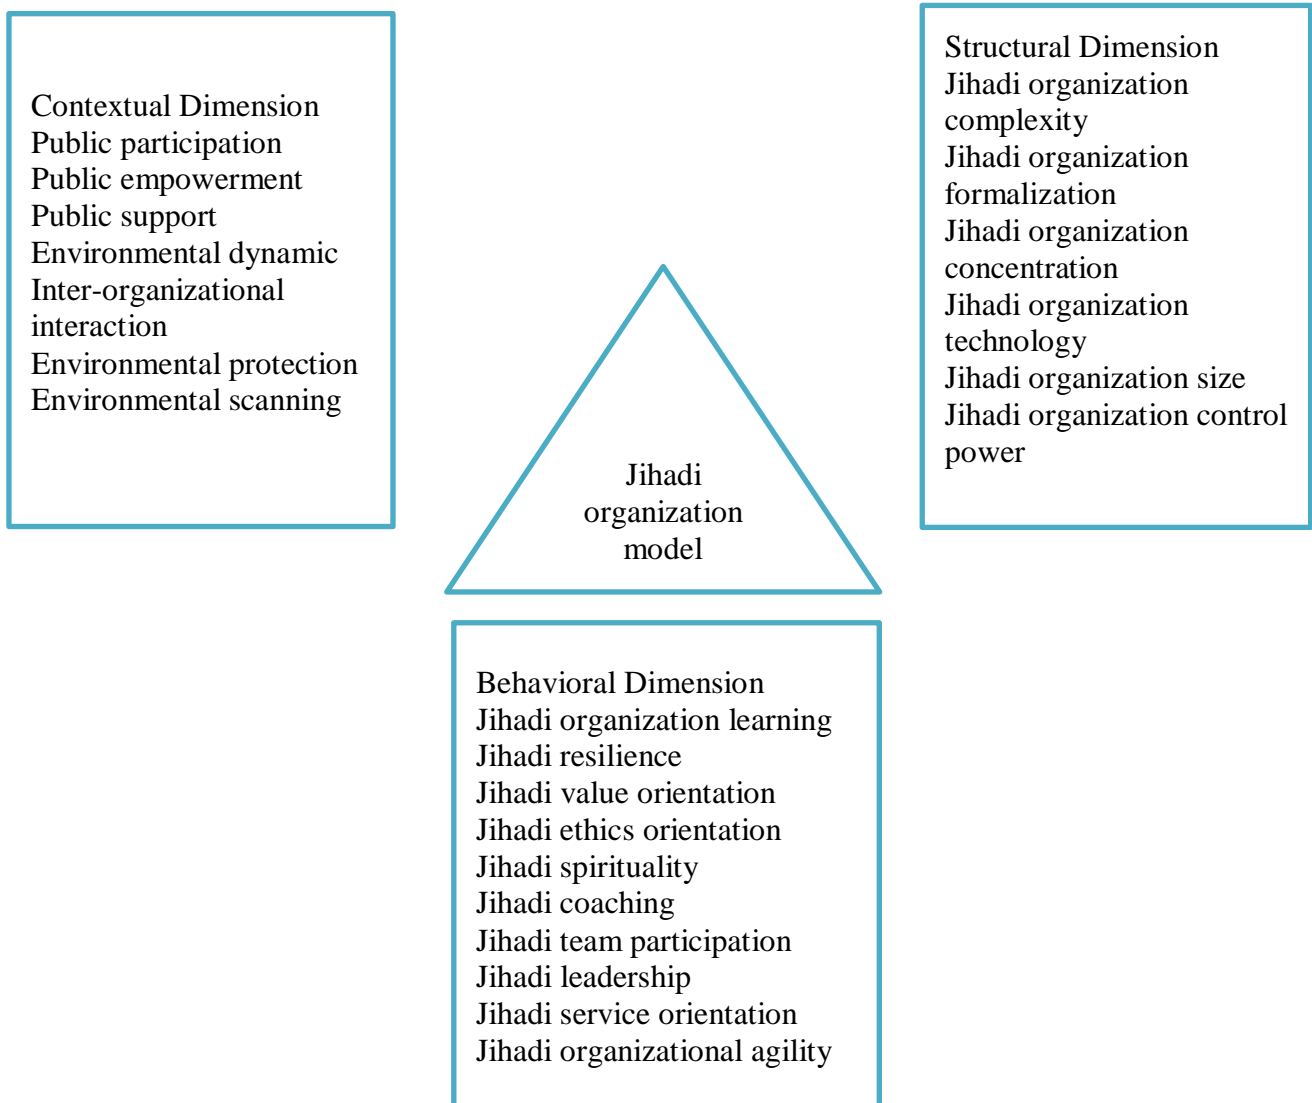 Contextual Dimension
Public participation
Public empowerment
Public support
Environmental dynamic
Inter-organizational
interaction
Environmental protection
Environmental scanning
Structural Dimension
Jihadi organization
complexity
Jihadi organization
formalization
Jihadi organization
concentration
Jihadi organization
technology
Jihadi organization size
Jihadi organization control
power
Jihadi
organization
model
Behavioral Dimension
Jihadi organization learning
Jihadi resilience
Jihadi value orientation
Jihadi ethics orientation
Jihadi spirituality
Jihadi coaching
Jihadi team participation
Jihadi leadership
Jihadi service orientation
Jihadi organizational agility